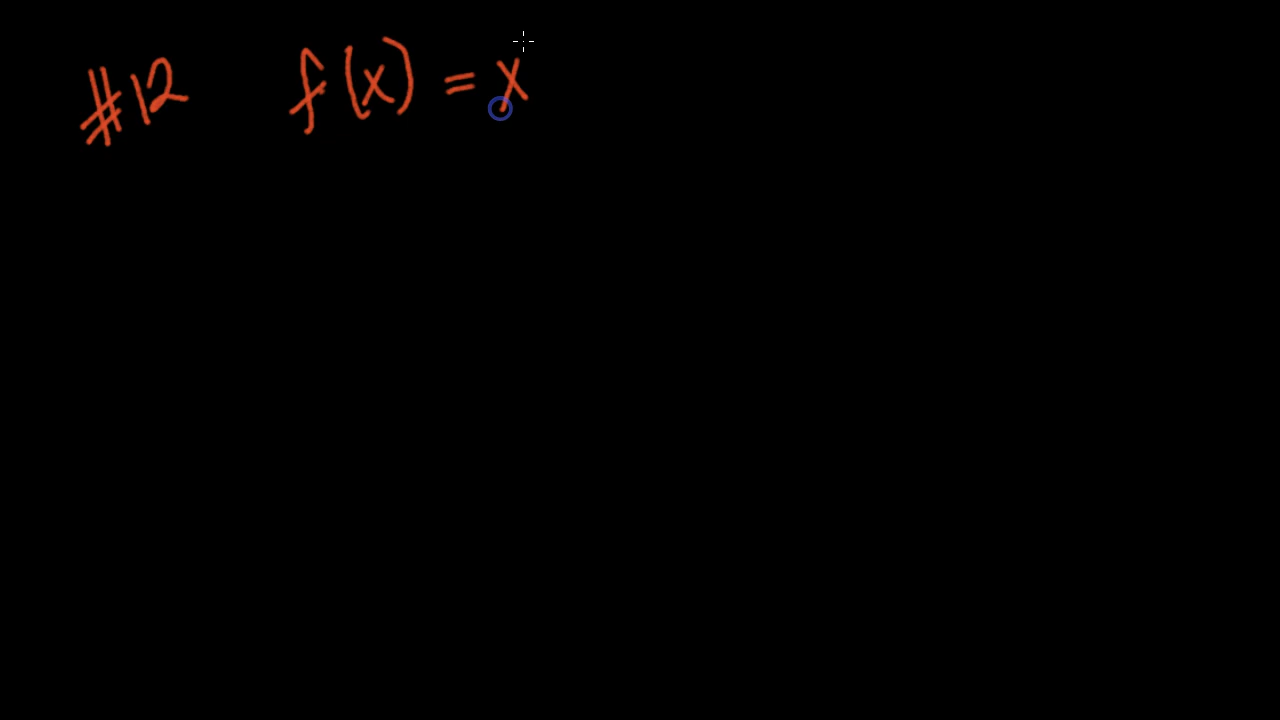 #12 f(x) = x